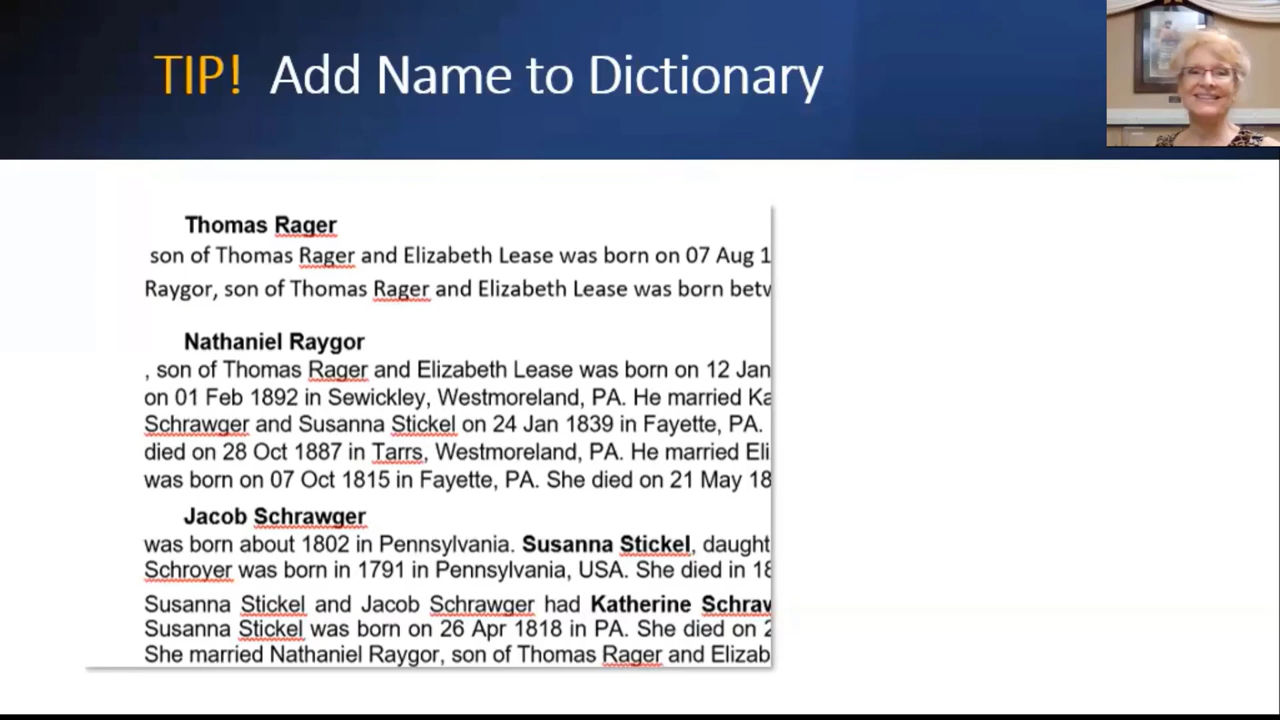 TIP! Add Name to Dictionary
Thomas Rager
son of Thomas Rager and Elizabeth Lease was born on 07 Aug 1
Raygor, son of Thomas Rager and Elizabeth Lease was born betw
Nathaniel Raygor
, son of Thomas Rager and Elizabeth Lease was born on 12 Jan
on 01 Feb 1892 in Sewickley, Westmoreland, PA. He married Ka
Schrawger and Susanna Stickel on 24 Jan 1839 in Fayette, PA.
died on 28 Oct 1887 in Tarrs, Westmoreland, PA. He married Eli
was born on 07 Oct 1815 in Fayette, PA. She died on 21 May 18
Jacob Schrawger
was born about 1802 in Pennsylvania. Susanna Stickel, daught
Schroyer was born in 1791 in Pennsylvania, USA. She died in 18
Susanna Stickel and Jacob Schrawger had Katherine Schraw
Susanna Stickel was born on 26 Apr 1818 in PA. She died on 2
She married Nathaniel Raygor, son of Thomas Rager and Elizab